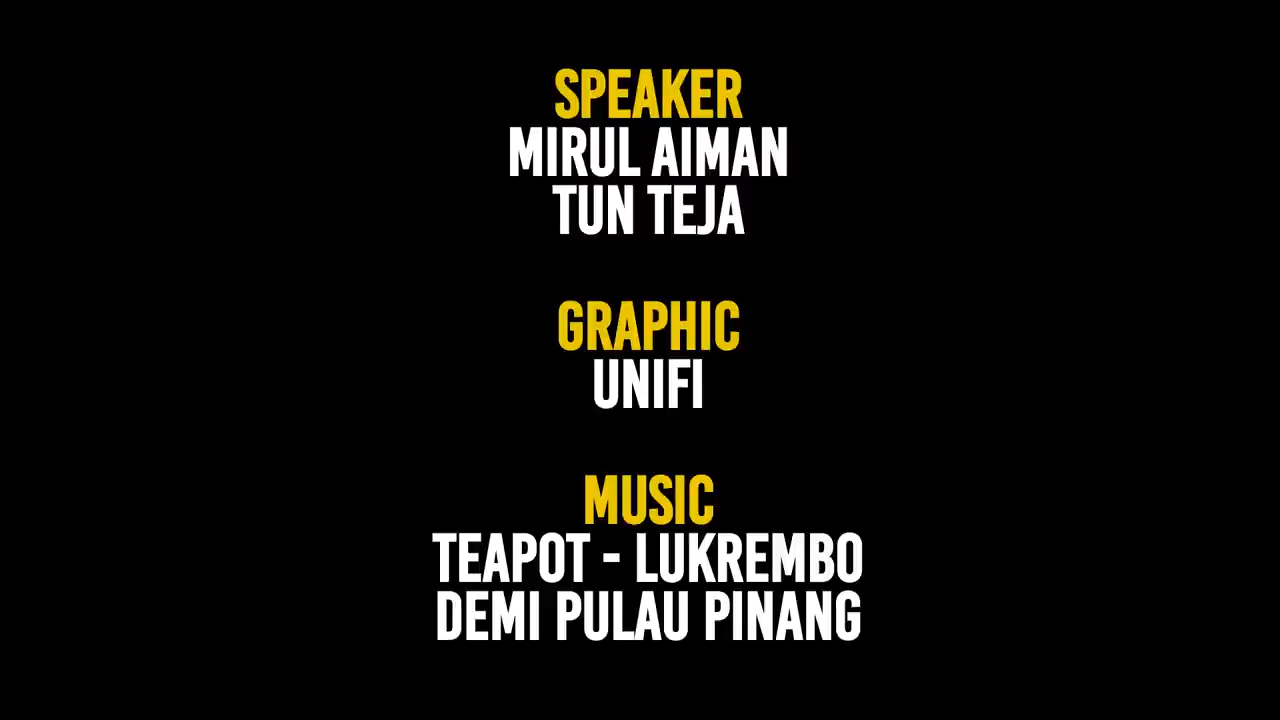 SPEAKER
MIRUL AIMAN
TUN TEJA
GRAPHIC
UNIFI
MUSIC
TEAPOT - LUKREMBO
DEMI PULAU PINANG